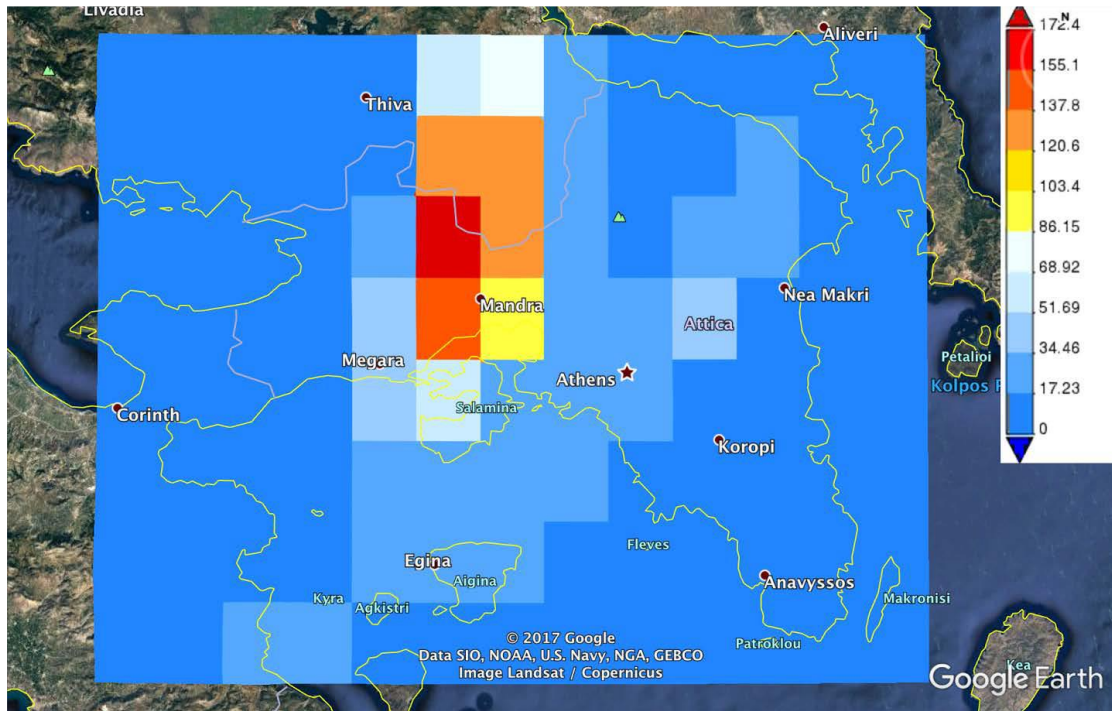 Livadia
N
172.4
Aliveri
155.1
Thiva
137.8
120.6
103.4
86.15
68.92
Mandra
Nea Makri
51.69
Attica
34.46
Megara
Petalioi
Athens
17.23
Kolpos P
Salamina
Corinth
0
Koropi
Fleves
Egina
Aigina
Anavyssos
Kyra
Agkistri
Makronisi
© 2017 Google
Patroklou
Data SIO, NOAA, U.S. Navy, NGA, GEBCO
Kea
Image Landsat / Copernicus
Google Earth